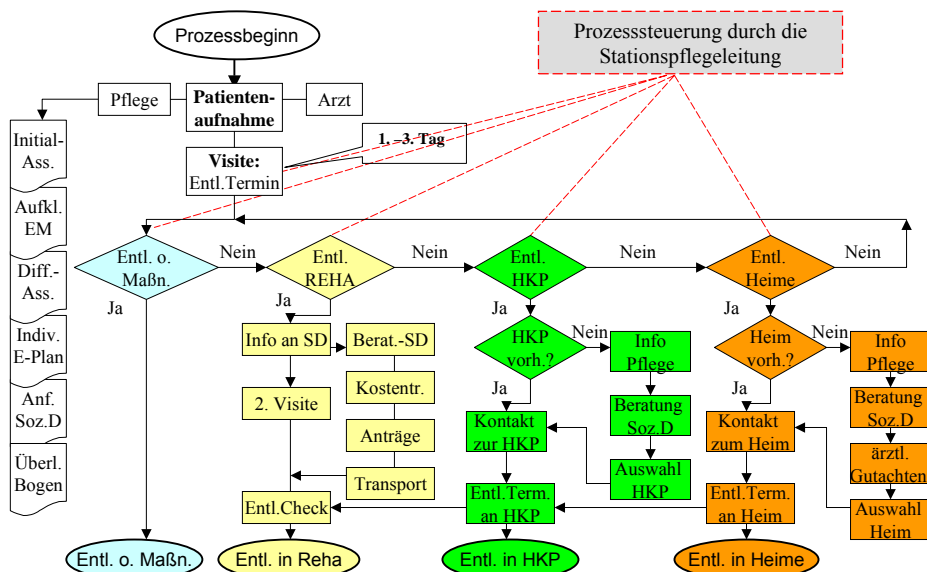 Prozessbeginn
Prozesssteuerung durch die
Stationspflegeleitung
Pflege
Patienten-
aufnahme
Arzt
1. –3. Tag
Visite:
Entl.Termin
Initial-
Ass.
Aufkl.
EM
Diff.-
Ass.
Indiv.
E-Plan
Anf.
Soz.D
Überl.
Bogen
Entl. o.
Maßn.
Nein
Entl.
REHA
Nein
Entl.
HKP
Nein
Entl.
Heime
Nein
Ja
Ja
Ja
Ja
Info an SD
Berat.-SD
HKP
vorh.?
Nein
Info
Pflege
Heim
vorh.?
Nein
Info
Pflege
2. Visite
Kostentr.
Ja
Beratung
Soz.D
Ja
Beratung
Soz.D
Anträge
Kontakt
zur HKP
Kontakt
zum Heim
ärztl.
Gutachten
Transport
Auswahl
HKP
Auswahl
Heim
Entl.Check
Entl.Term.
an HKP
Entl.Term.
an Heim
Entl. o. Maßn.
Entl. in Reha
Entl. in HKP
Entl. in Heime